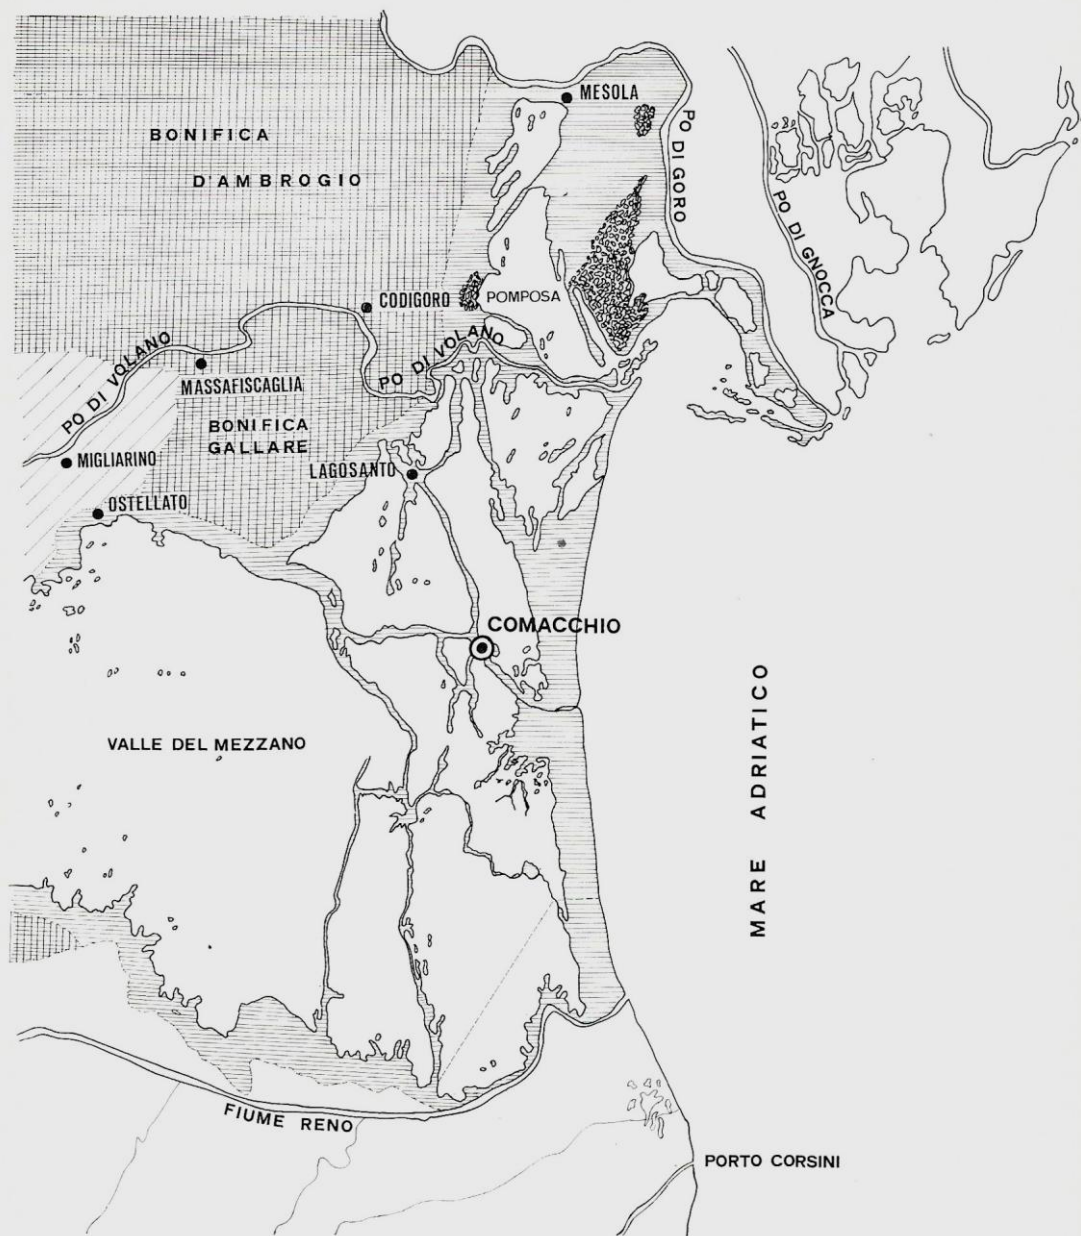 MESOLA
BONIFICA
D'AMBROGIO
PO DI GORO
PO DI GNOCCA
CODIGORO
POMPOSA
PO DI VOLANO
PO DI VOLANO
MASSAFISCAGLIA
BONIFICA
GALLARE
MIGLIARINO
LAGOSANTO
OSTELLATO
COMACCHIO
VALLE DEL MEZZANO
MARE ADRIATICO
FIUME RENO
PORTO CORSINI